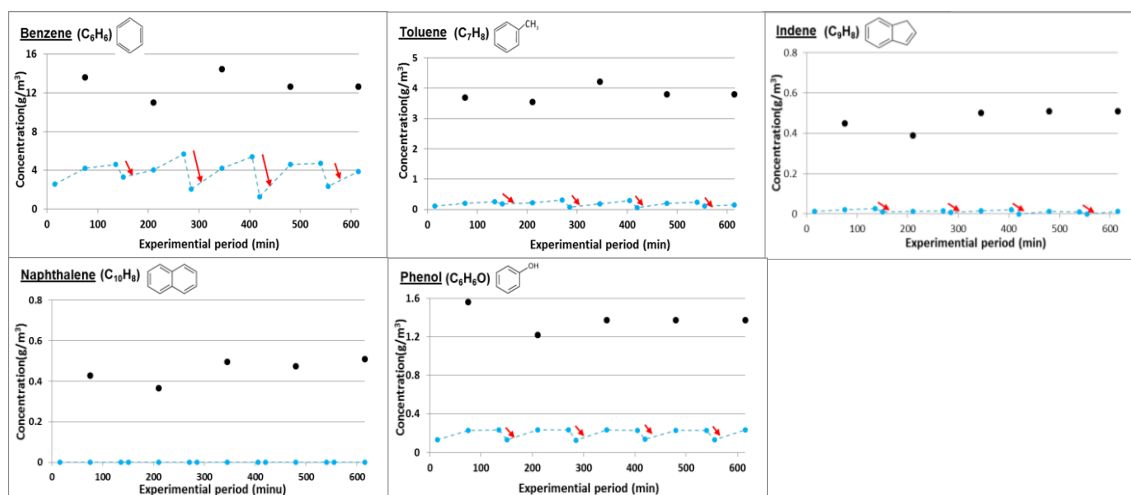 Benzene (C₆H₆)
Concentration(g/m³)
16
12
8
4
0
0 100 200 300 400 500 600
Experimental period (min)
Toluene (C₇H₈)
CH₃
Concentration(g/m³)
5
4
3
2
1
0
0 100 200 300 400 500 600
Experimental period (min)
Indene (C₉H₈)
Concentration(g/m³)
0.8
0.6
0.4
0.2
0
0 100 200 300 400 500 600
Experimental period (min)
Naphthalene (C₁₀H₈)
Concentration(g/m³)
0.8
0.6
0.4
0.2
0
0 100 200 300 400 500 600
Experimental period (minu)
Phenol (C₆H₆O)
OH
Concentration(g/m³)
1.6
1.2
0.8
0.4
0
0 100 200 300 400 500 600
Experimental period (min)